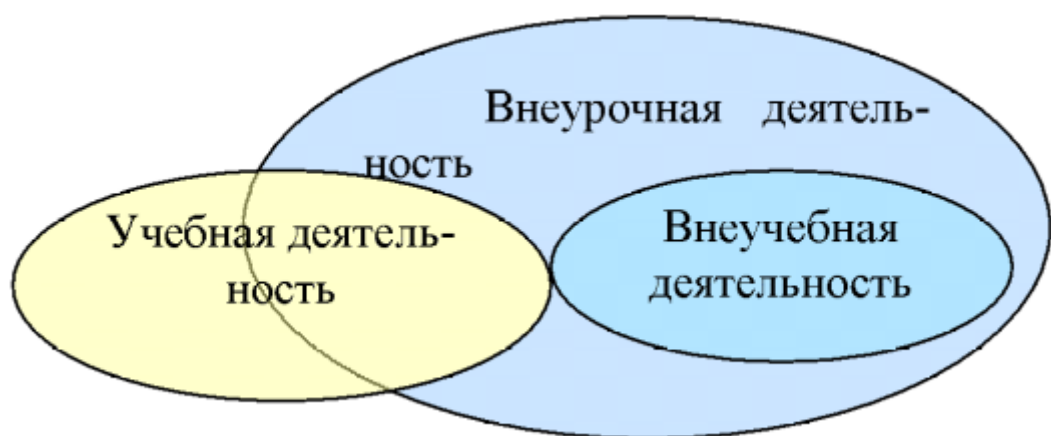 Внеурочная деятель-
ность
Учебная деятель-
ность
Внеучебная
деятельность